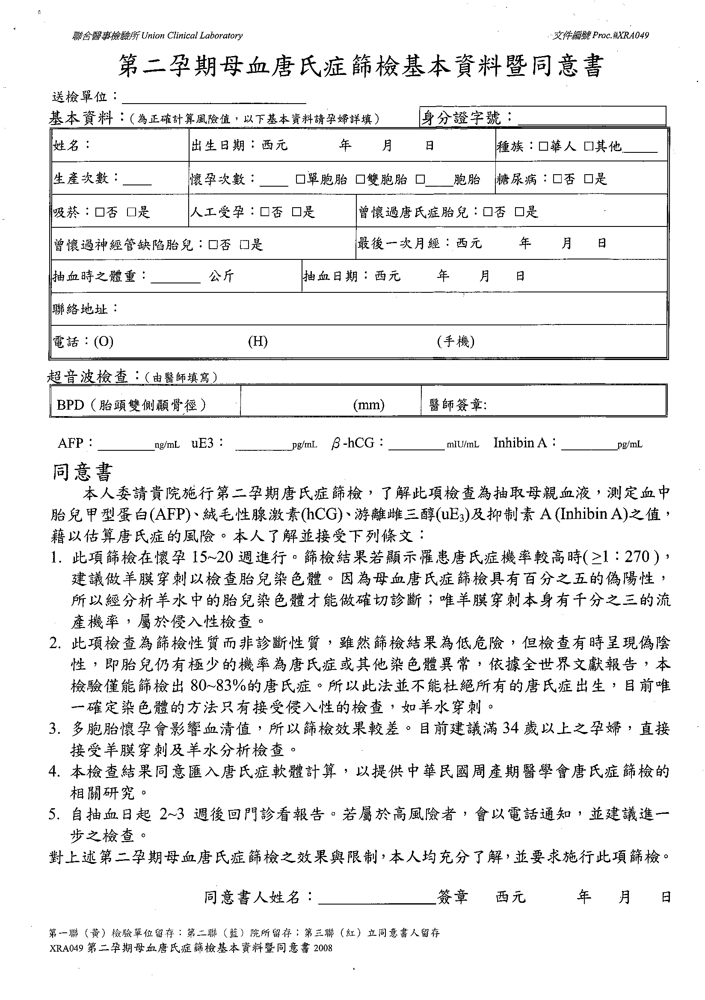 聯合醫事檢驗所 Union Clinical Laboratory 文件編號 Proc.#XRA049
第二孕期母血唐氏症篩檢基本資料暨同意書
送檢單位：
基本資料：（為正確計算風險值，以下基本資料請孕婦詳填） 身分證字號：
姓名： 出生日期：西元 年 月 日 種族：□華人 □其他____
生產次數：____ 懷孕次數：____ □單胞胎 □雙胞胎 □____胞胎 糖尿病：□否 □是
吸菸：□否 □是 人工受孕：□否 □是 曾懷過唐氏症胎兒：□否 □是
曾懷過神經管缺陷胎兒：□否 □是 最後一次月經：西元 年 月 日
抽血時之體重：______ 公斤 抽血日期：西元 年 月 日
聯絡地址：
電話：(O) (H) (手機)
超音波檢查：（由醫師填寫）
BPD（胎頭雙側顳骨徑） (mm) 醫師簽章:
AFP：________ng/mL uE3：________pg/mL β-hCG：________mIU/mL Inhibin A：________pg/mL
同意書
本人委請貴院施行第二孕期唐氏症篩檢，了解此項檢查為抽取母親血液，測定血中
胎兒甲型蛋白(AFP)、絨毛性腺激素(hCG)、游離雌三醇(uE₃)及抑制素 A (Inhibin A)之值，
藉以估算唐氏症的風險。本人了解並接受下列條文：
1. 此項篩檢在懷孕 15~20 週進行。篩檢結果若顯示罹患唐氏症機率較高時( ≥1：270 )，
建議做羊膜穿刺以檢查胎兒染色體。因為母血唐氏症篩檢具有百分之五的偽陽性，
所以經分析羊水中的胎兒染色體才能做確切診斷；唯羊膜穿刺本身有千分之三的流
產機率，屬於侵入性檢查。
2. 此項檢查為篩檢性質而非診斷性質，雖然篩檢結果為低危險，但檢查有時呈現偽陰
性，即胎兒仍有極少的機率為唐氏症或其他染色體異常，依據全世界文獻報告，本
檢驗僅能篩檢出 80~83%的唐氏症。所以此法並不能杜絕所有的唐氏症出生，目前唯
一確定染色體的方法只有接受侵入性的檢查，如羊水穿刺。
3. 多胞胎懷孕會影響血清值，所以篩檢效果較差。目前建議滿 34 歲以上之孕婦，直接
接受羊膜穿刺及羊水分析檢查。
4. 本檢查結果同意匯入唐氏症軟體計算，以提供中華民國周產期醫學會唐氏症篩檢的
相關研究。
5. 自抽血日起 2~3 週後回門診看報告。若屬於高風險者，會以電話通知，並建議進一
步之檢查。
對上述第二孕期母血唐氏症篩檢之效果與限制，本人均充分了解，並要求施行此項篩檢。
同意書人姓名：________________簽章 西元 年 月 日
第一聯（黃）檢驗單位留存：第二聯（藍）院所留存；第三聯（紅）立同意書人留存
XRA049 第二孕期母血唐氏症篩檢基本資料暨同意書 2008